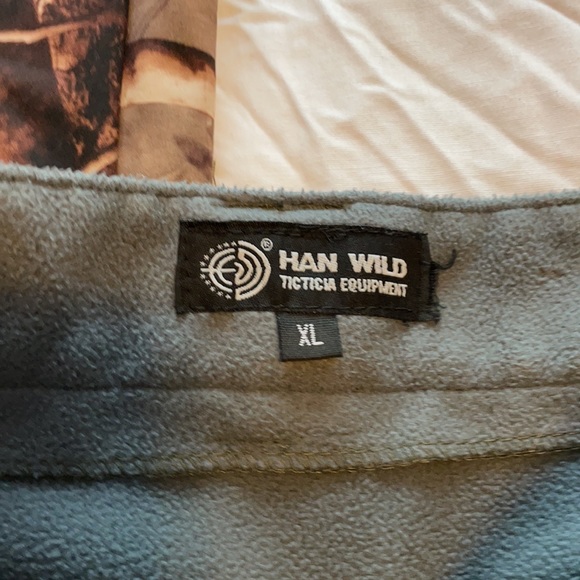 ®
HAN WILD
TICTICIA EQUIPMENT
XL